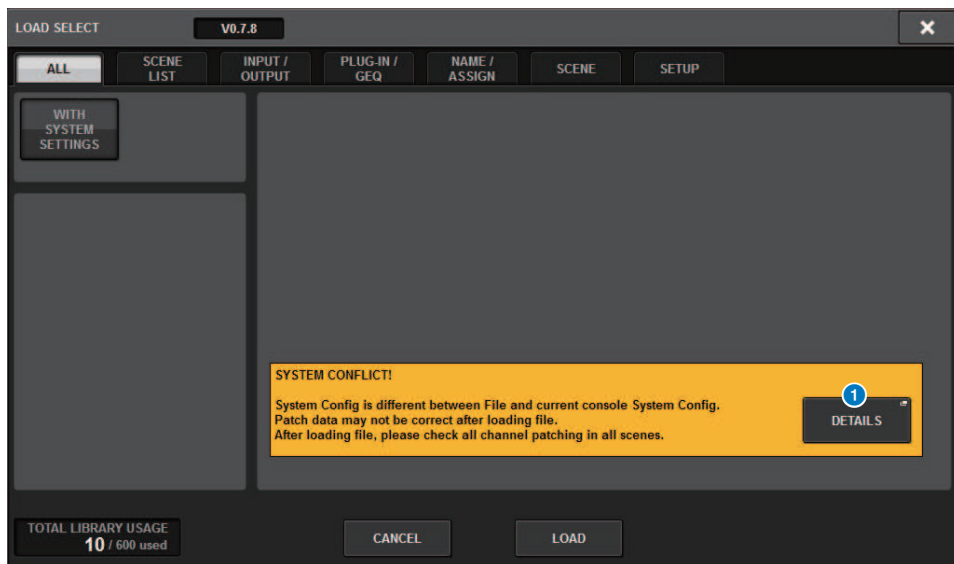 LOAD SELECT
V0.7.8
ALL
SCENE
LIST
INPUT /
OUTPUT
PLUG-IN /
GEQ
NAME /
ASSIGN
SCENE
SETUP
WITH
SYSTEM
SETTINGS
SYSTEM CONFLICT!
System Config is different between File and current console System Config.
Patch data may not be correct after loading file.
After loading file, please check all channel patching in all scenes.
1
DETAILS
TOTAL LIBRARY USAGE
10 / 600 used
CANCEL
LOAD